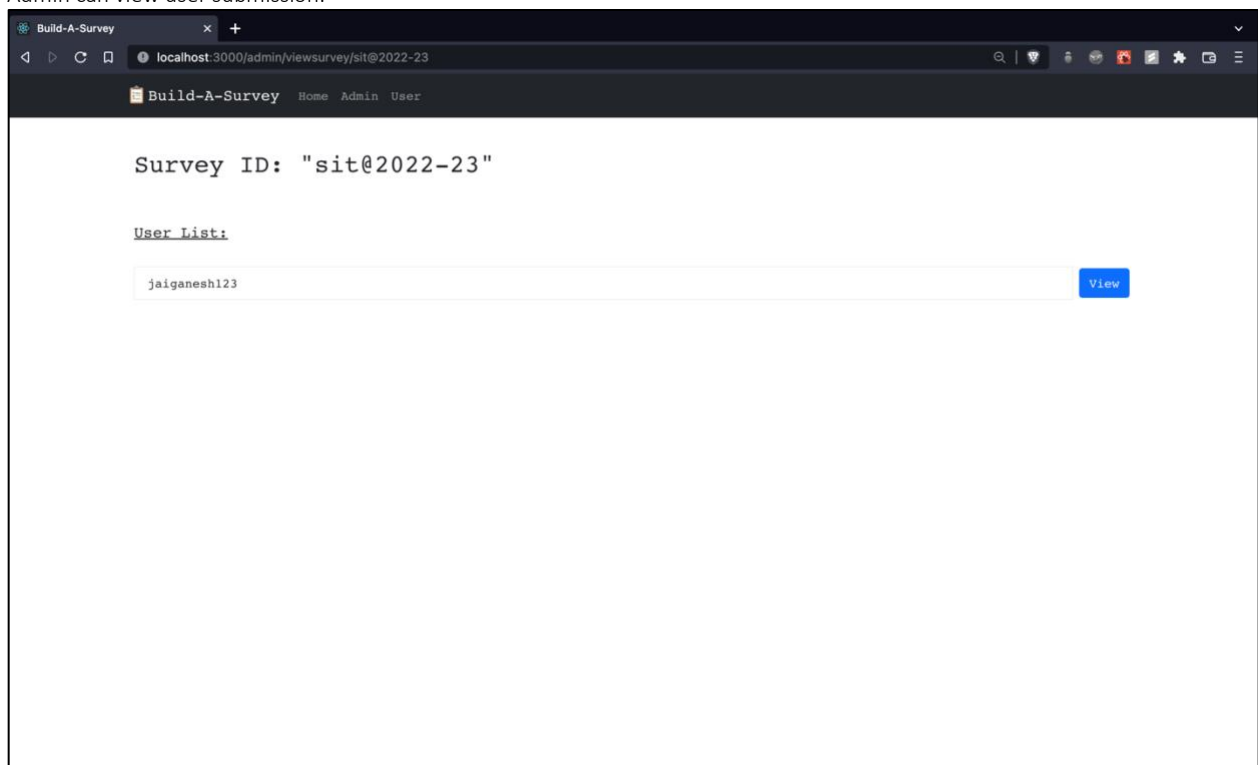 Admin can view user submission.
Build-A-Survey
localhost:3000/admin/viewsurvey/sit@2022-23
Build-A-Survey Home Admin User
Survey ID: "sit@2022-23"
User List:
jaiganesh123 View